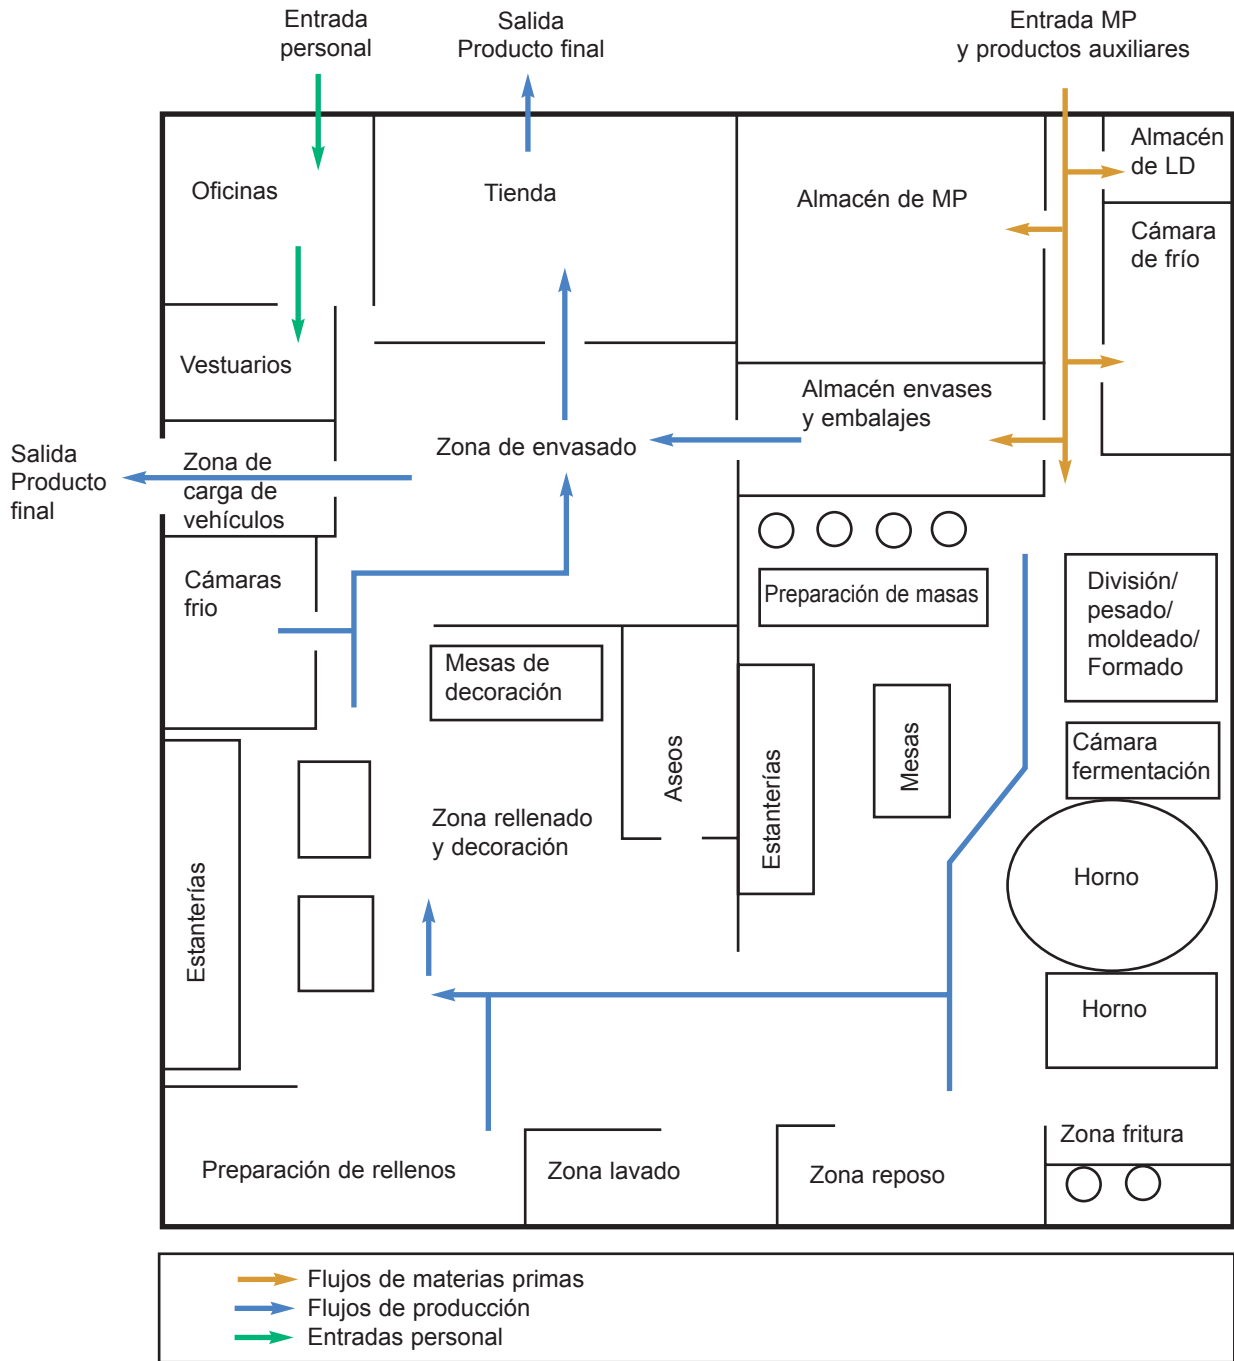 Entrada
personal
Salida
Producto final
Entrada MP
y productos auxiliares
Oficinas
Tienda
Almacén de MP
Almacén
de LD
Cámara
de frío
Vestuarios
Almacén envases
y embalajes
Zona de envasado
Salida
Producto
final
Zona de
carga de
vehículos
Cámaras
frio
Preparación de masas
División/
pesado/
moldeado/
Formado
Mesas de
decoración
Aseos
Estanterías
Mesas
Cámara
fermentación
Zona rellenado
y decoración
Estanterías
Horno
Horno
Preparación de rellenos
Zona lavado
Zona reposo
Zona fritura
Flujos de materias primas
Flujos de producción
Entradas personal